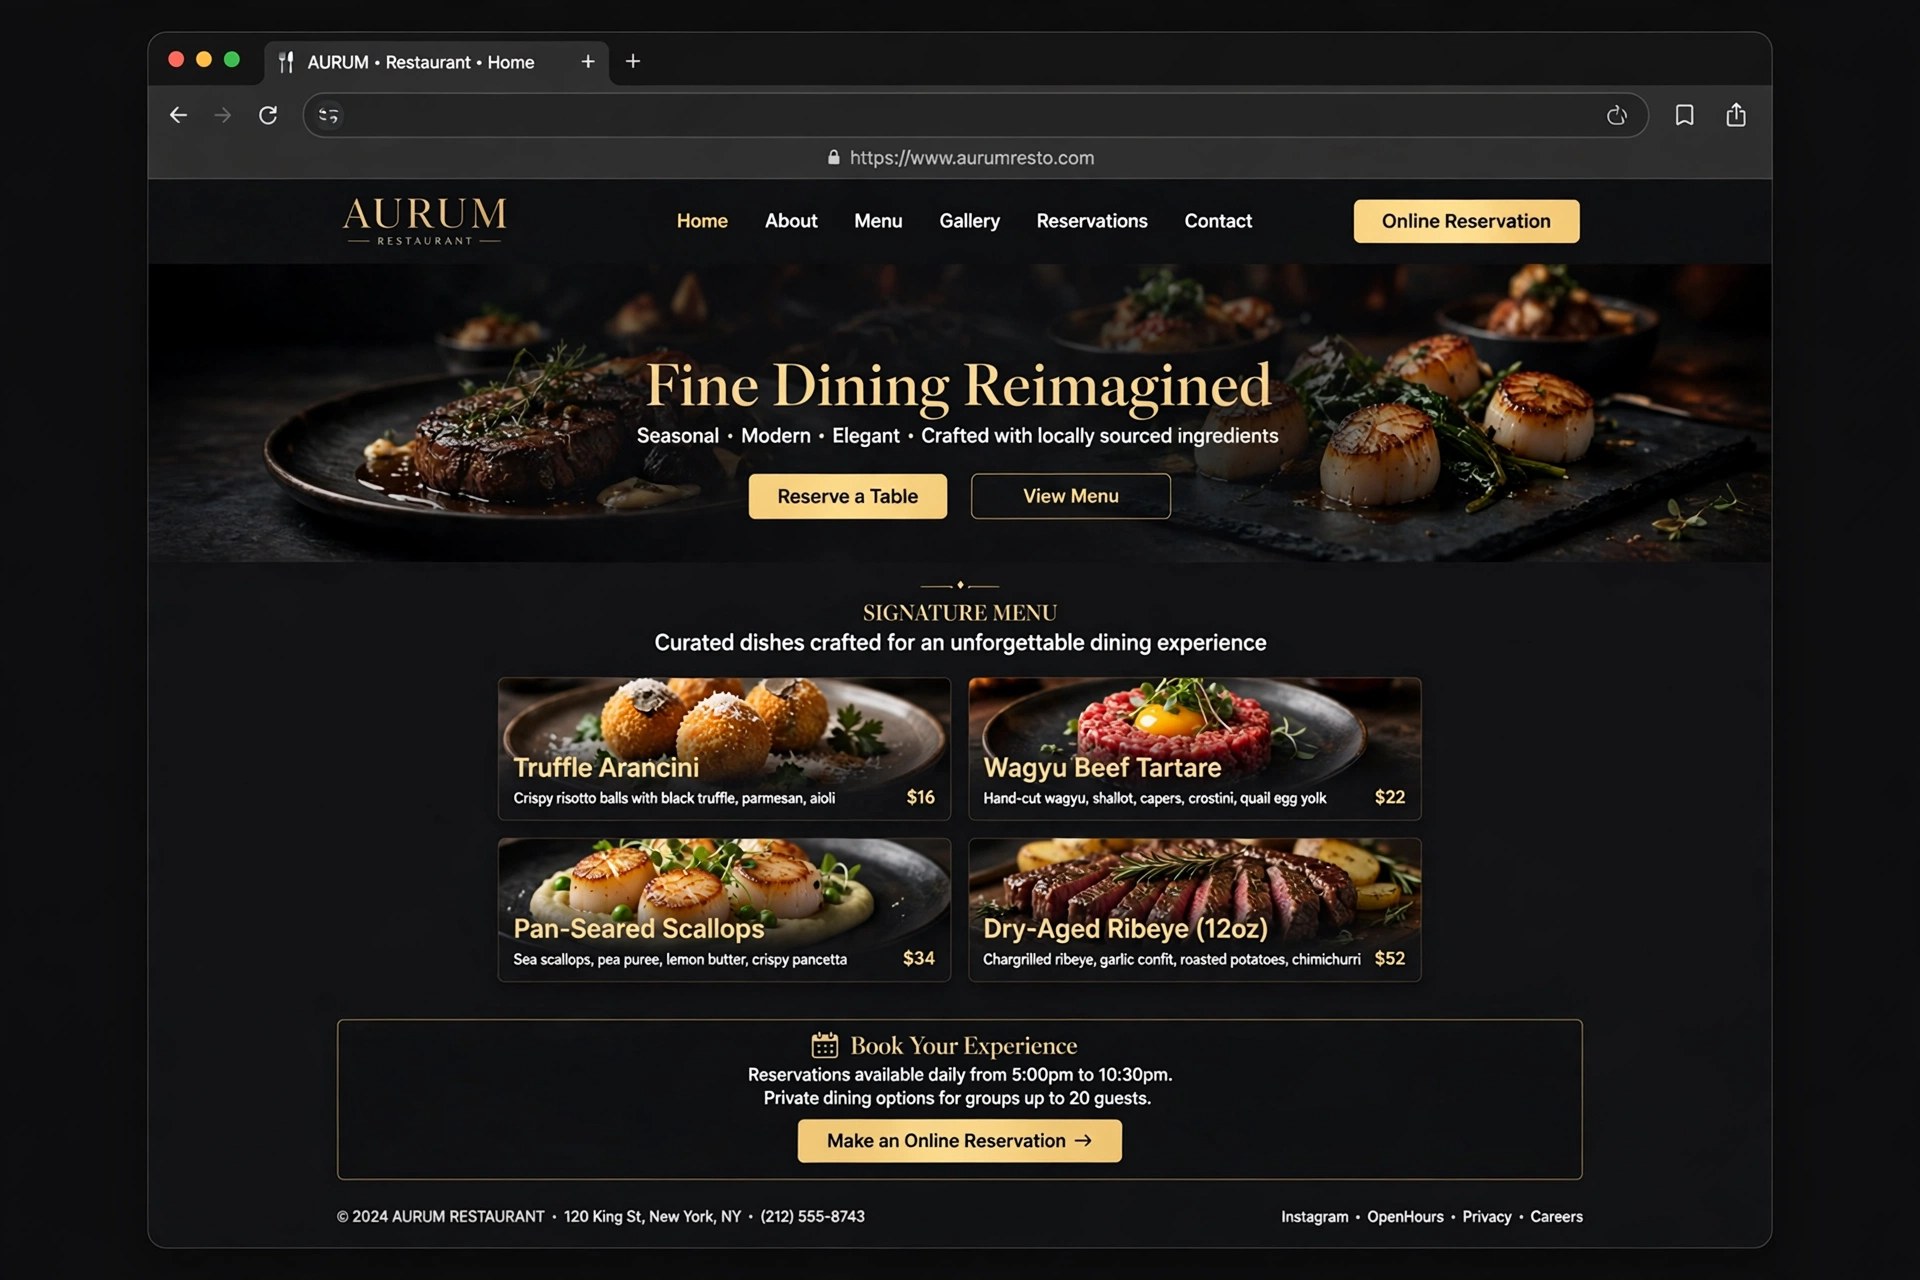 AURUM • Restaurant • Home
https://www.aurumresto.com
AURUM
RESTAURANT
Home About Menu Gallery Reservations Contact
Online Reservation
Fine Dining Reimagined
Seasonal • Modern • Elegant • Crafted with locally sourced ingredients
Reserve a Table
View Menu
SIGNATURE MENU
Curated dishes crafted for an unforgettable dining experience
Truffle Arancini
Crispy risotto balls with black truffle, parmesan, aioli $16
Wagyu Beef Tartare
Hand-cut wagyu, shallot, capers, crostini, quail egg yolk $22
Pan-Seared Scallops
Sea scallops, pea puree, lemon butter, crispy pancetta $34
Dry-Aged Ribeye (12oz)
Chargrilled ribeye, garlic confit, roasted potatoes, chimichurri $52
Book Your Experience
Reservations available daily from 5:00pm to 10:30pm.
Private dining options for groups up to 20 guests.
Make an Online Reservation →
© 2024 AURUM RESTAURANT • 120 King St, New York, NY • (212) 555-8743
Instagram • OpenHours • Privacy • Careers